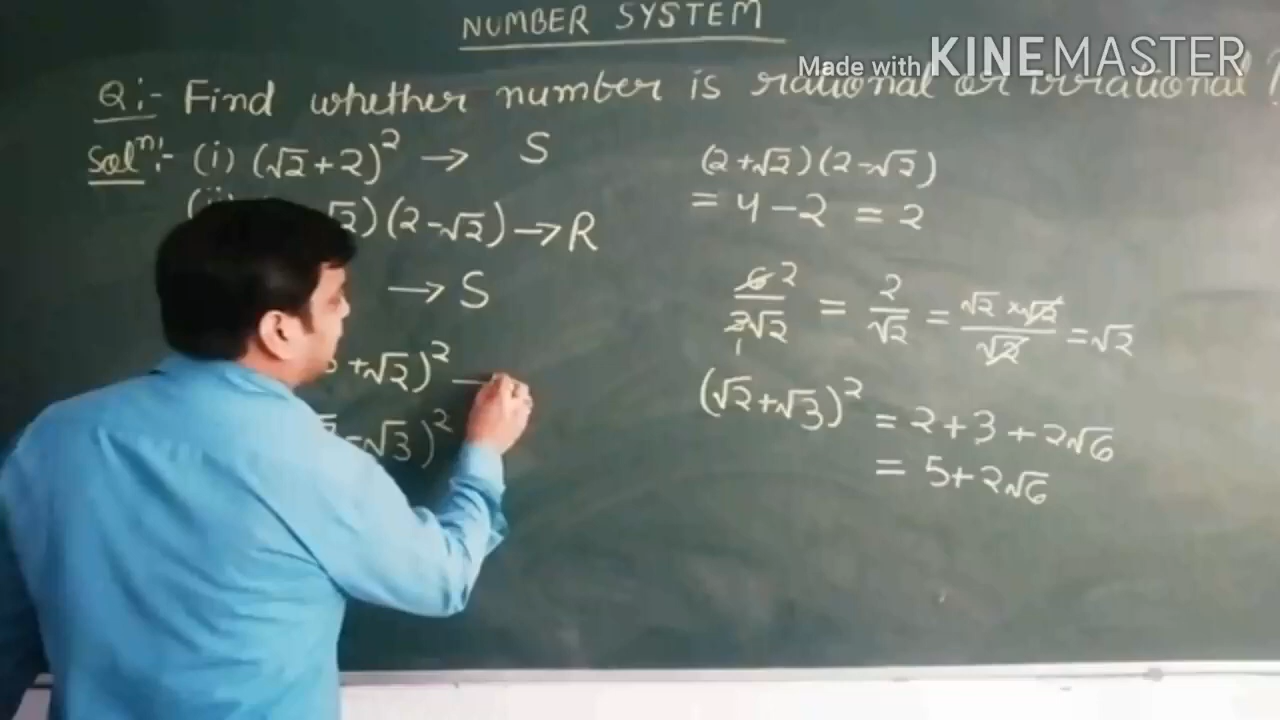 NUMBER SYSTEM
Made with KINEMASTER
Q:- Find whether number is rational or irrational?
Solⁿ:- (i) (√2+2)² → S
(ii) √2)(2-√2) → R
→ S
+√2)² —
-√3)²
(2+√2)(2-√2)
= 4-2 = 2
6 2/3√2 1 = 2/√2 = √2×√2/√2 = √2
(√2+√3)² = 2+3+2√6
= 5+2√6